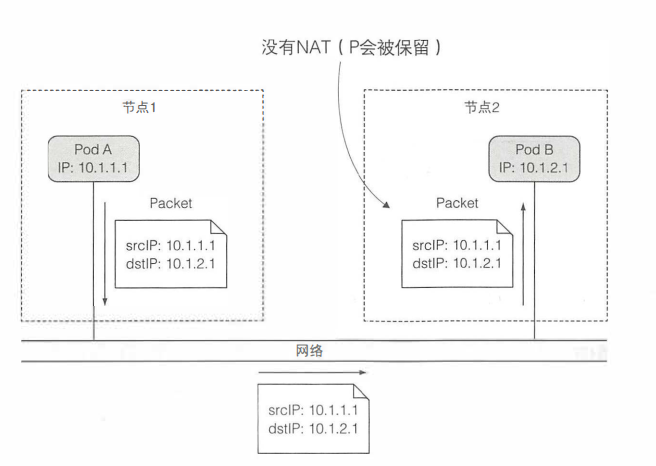 没有NAT（P会被保留）
节点1
节点2
Pod A
IP: 10.1.1.1
Pod B
IP: 10.1.2.1
Packet
srcIP: 10.1.1.1
dstIP: 10.1.2.1
Packet
srcIP: 10.1.1.1
dstIP: 10.1.2.1
网络
srcIP: 10.1.1.1
dstIP: 10.1.2.1